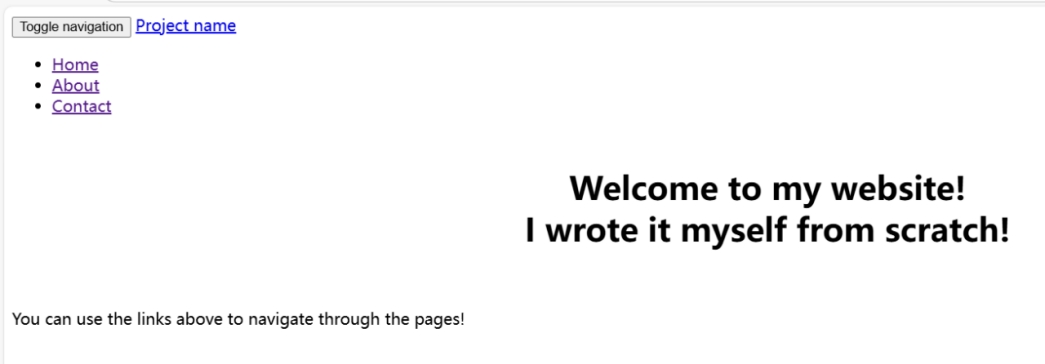 Toggle navigation Project name
Home
About
Contact
Welcome to my website!
I wrote it myself from scratch!
You can use the links above to navigate through the pages!